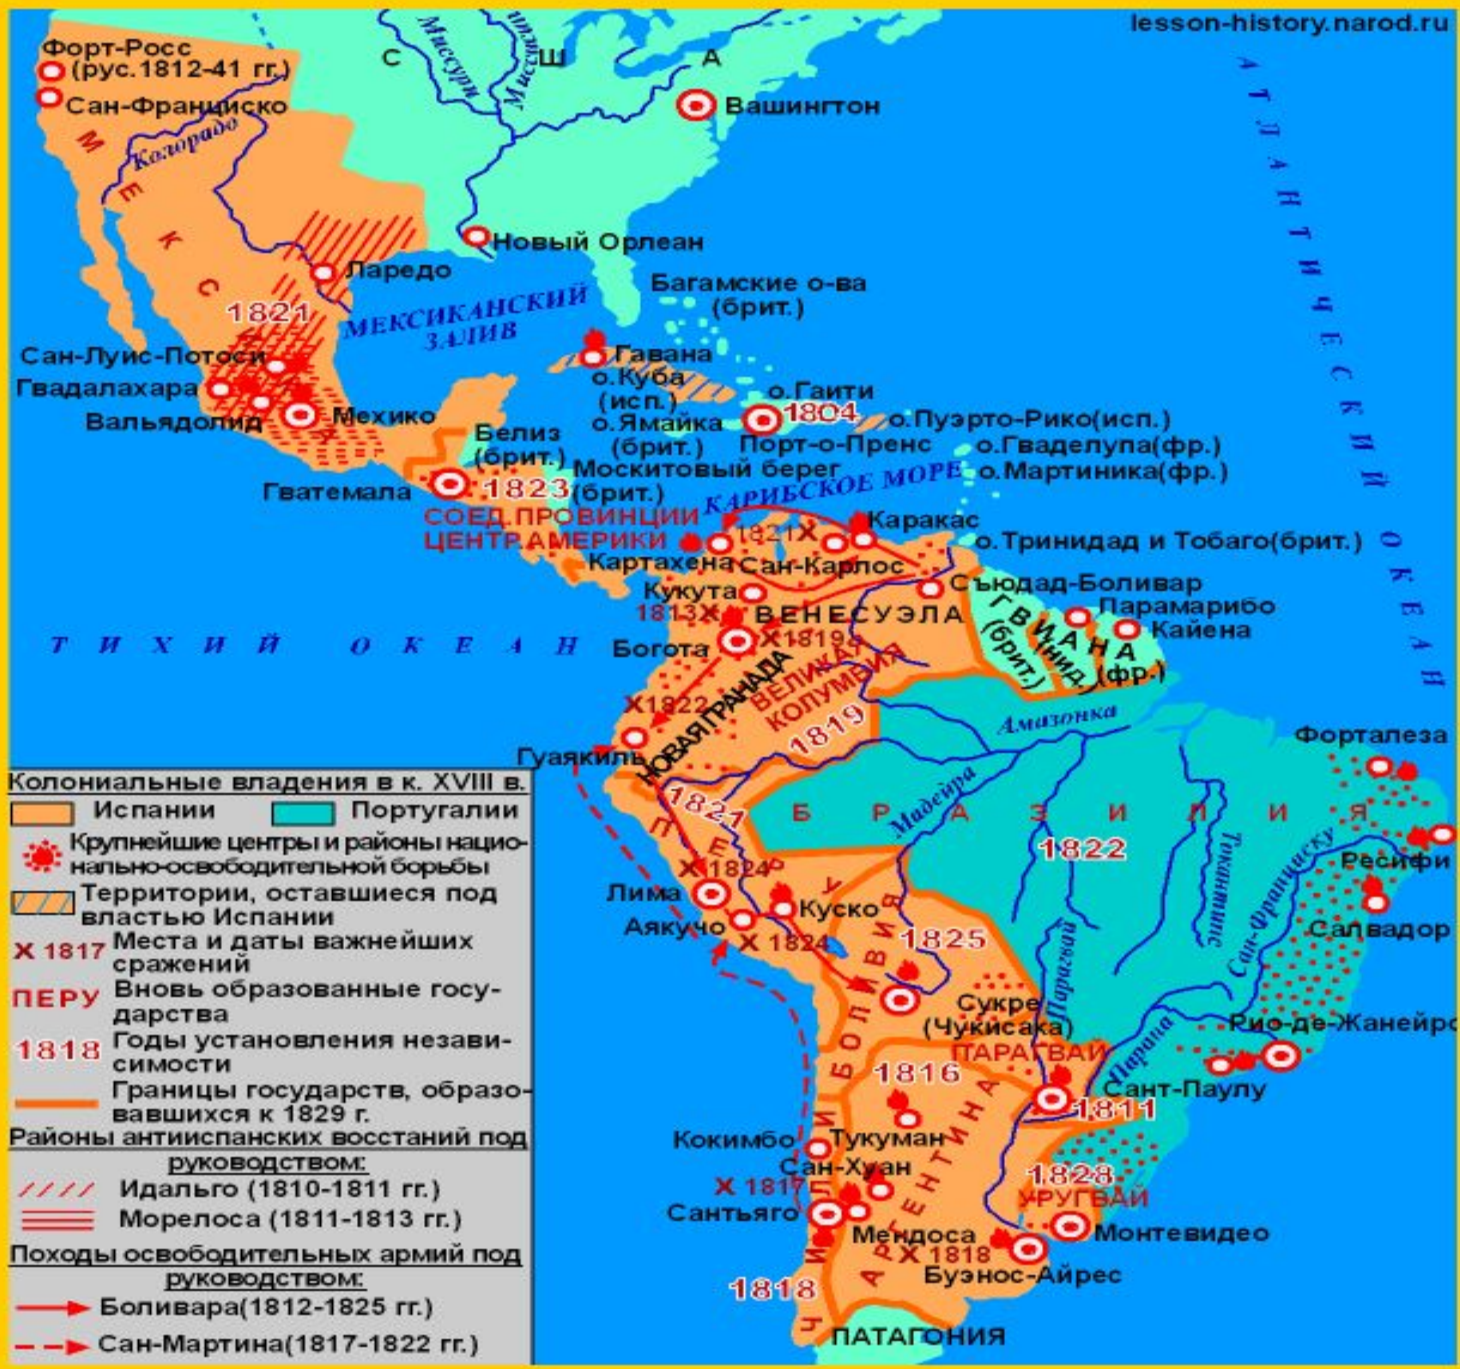 lesson-history.narod.ru
Форт-Росс
(рус.1812-41 гг.)
Сан-Франциско
Колорадо
Миссури
С Ш А
Вашингтон
МЕКСИКА
АТЛАНТИЧЕСКИЙ ОКЕАН
Новый Орлеан
Ларедо
1821
МЕКСИКАНСКИЙ
ЗАЛИВ
Багамские о-ва
(брит.)
Сан-Луис-Потоси
Гвадалахара
Вальядолид
Мехико
Гавана
о.Куба
(исп.)
о.Ямайка
(брит.)
о.Гаити
1804
Порт-о-Пренс
о.Пуэрто-Рико(исп.)
о.Гваделупа(фр.)
о.Мартиника(фр.)
Белиз
(брит.)
Москитовый берег
(брит.)
Гватемала
1823
КАРИБСКОЕ МОРЕ
СОЕД.ПРОВИНЦИИ
ЦЕНТР.АМЕРИКИ
Каракас
1821X
о.Тринидад и Тобаго(брит.)
Картахена
Сан-Карлос
Кукута
Съюдад-Боливар
1813X
ВЕНЕСУЭЛА
Парамарибо
Кайена
ГВИАНА
(брит.)
(нид.)
(фр.)
ТИХИЙ ОКЕАН
Богота
X1819
ВЕЛИКАЯ
КОЛУМБИЯ
1819
НОВАЯ ГРАНАДА
X1822
Гуаякиль
Амазонка
Мадейра
Форталеза
1821
ПЕРУ
БРАЗИЛИЯ
1822
Токантинс
Сан-Франциску
Ресифи
Салвадор
X 1824
Лима
Аякучо
X 1824
Куско
БОЛИВИЯ
1825
Сукре
(Чукисака)
Парагвай
Парана
Рио-де-Жанейро
Сант-Паулу
ПАРАГВАЙ
1811
1816
АРГЕНТИНА
Кокимбо
Тукуман
Сан-Хуан
X 1817
Сантьяго
Мендоса
X 1818
Буэнос-Айрес
1828
УРУГВАЙ
Монтевидео
1818
ЧИЛИ
ПАТАГОНИЯ
Колониальные владения в к. XVIII в.
Испании
Португалии
Крупнейшие центры и районы нацио-
нально-освободительной борьбы
Территории, оставшиеся под
властью Испании
X 1817 Места и даты важнейших
сражений
ПЕРУ Вновь образованные госу-
дарства
1818 Годы установления незави-
симости
Границы государств, образо-
вавшихся к 1829 г.
Районы антииспанских восстаний под
руководством:
Идальго (1810-1811 гг.)
Морелоса (1811-1813 гг.)
Походы освободительных армий под
руководством:
Боливара(1812-1825 гг.)
Сан-Мартина(1817-1822 гг.)